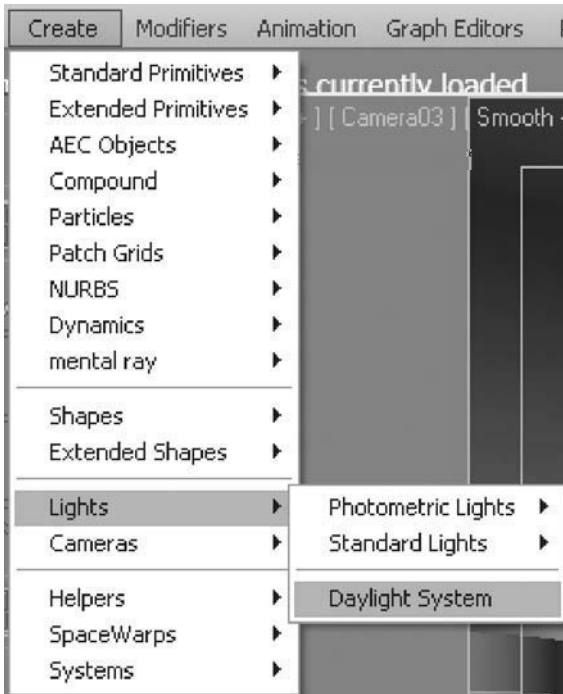 Create Modifiers Animation Graph Editors
Standard Primitives
currently loaded
Extended Primitives
] [ Camera03 ] [ Smooth
AEC Objects
Compound
Particles
Patch Grids
NURBS
Dynamics
mental ray
Shapes
Extended Shapes
Lights
Photometric Lights
Cameras
Standard Lights
Helpers
Daylight System
SpaceWarps
Systems